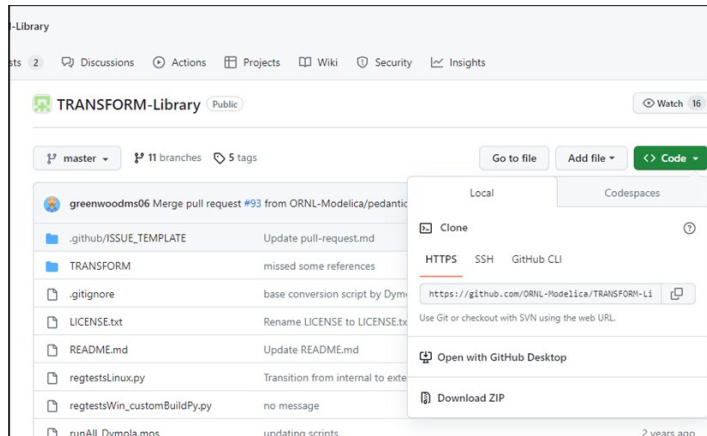 -Library
sts 2 Discussions Actions Projects Wiki Security Insights
TRANSFORM-Library Public
Watch 16
master 11 branches 5 tags Go to file Add file <> Code
greenwoodms06 Merge pull request #93 from ORNL-Modelica/pedantic
.github/ISSUE_TEMPLATE Update pull-request.md
TRANSFORM missed some references
.gitignore base conversion script by Dymo
LICENSE.txt Rename LICENSE to LICENSE.tx
README.md Update README.md
regtestsLinux.py Transition from internal to exte
regtestsWin_customBuildPy.py no message
runAll_Dymola.mos updating scripts 2 years ago
Local Codespaces
Clone
HTTPS SSH GitHub CLI
https://github.com/ORNL-Modelica/TRANSFORM-Li
Use Git or checkout with SVN using the web URL.
Open with GitHub Desktop
Download ZIP